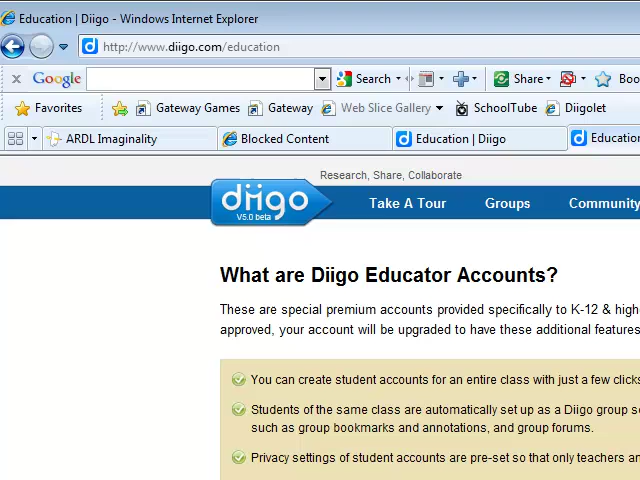 Education | Diigo - Windows Internet Explorer
http://www.diigo.com/education
Google Search Share Boo
Favorites Gateway Games Gateway Web Slice Gallery SchoolTube Diigolet
ARDL Imaginality Blocked Content Education | Diigo Education
Research, Share, Collaborate
diigo
V5.0 beta
Take A Tour Groups Community
What are Diigo Educator Accounts?
These are special premium accounts provided specifically to K-12 & high
approved, your account will be upgraded to have these additional features
You can create student accounts for an entire class with just a few clicks
Students of the same class are automatically set up as a Diigo group s
such as group bookmarks and annotations, and group forums.
Privacy settings of student accounts are pre-set so that only teachers an